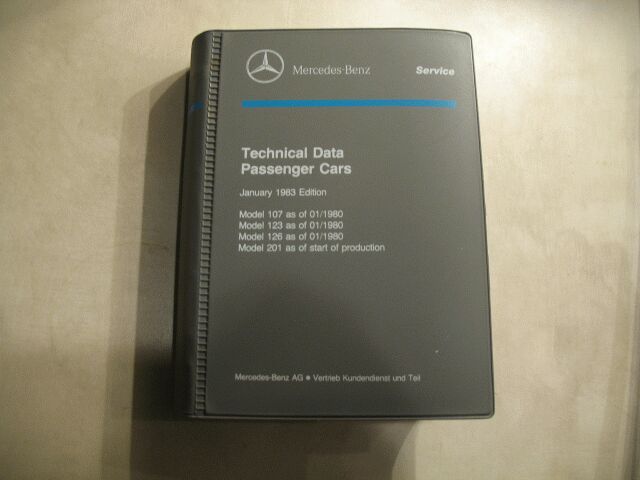 Mercedes-Benz Service
Technical Data
Passenger Cars
January 1983 Edition
Model 107 as of 01/1980
Model 123 as of 01/1980
Model 126 as of 01/1980
Model 201 as of start of production
Mercedes-Benz AG • Vertrieb Kundendienst und Teil